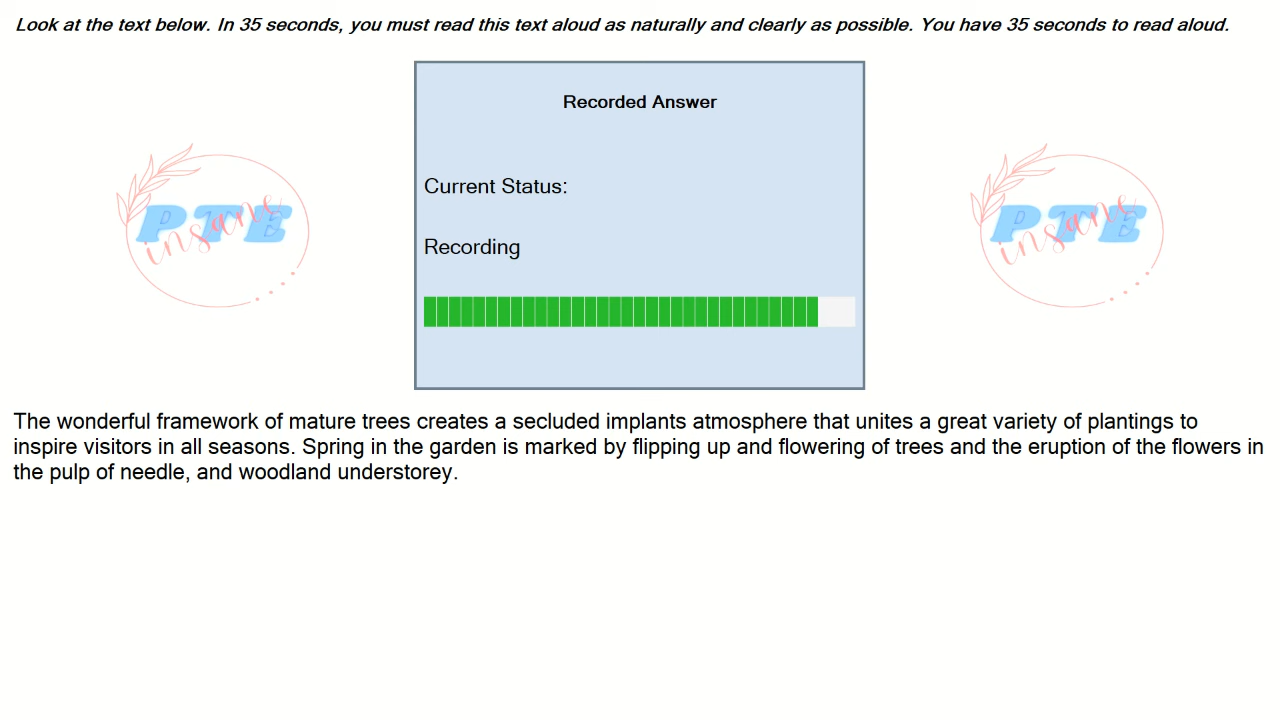 Look at the text below. In 35 seconds, you must read this text aloud as naturally and clearly as possible. You have 35 seconds to read aloud.
Recorded Answer
Current Status:
Recording
PTE
insane
PTE
insane
The wonderful framework of mature trees creates a secluded implants atmosphere that unites a great variety of plantings to
inspire visitors in all seasons. Spring in the garden is marked by flipping up and flowering of trees and the eruption of the flowers in
the pulp of needle, and woodland understorey.